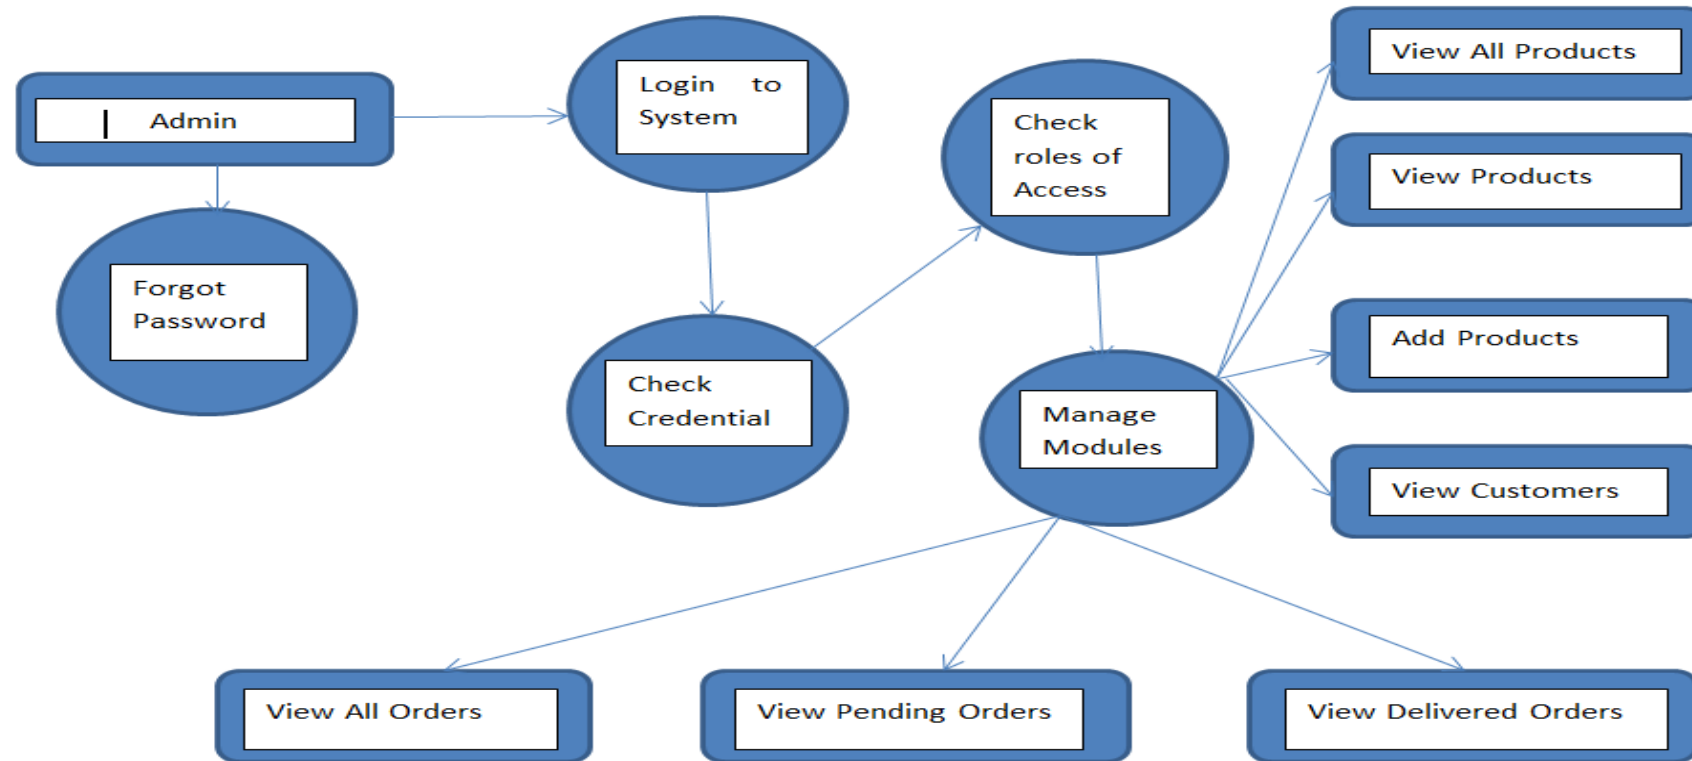 Admin
Login to
System
Check
roles of
Access
View All Products
View Products
Forgot
Password
Add Products
Check
Credential
Manage
Modules
View Customers
View All Orders
View Pending Orders
View Delivered Orders